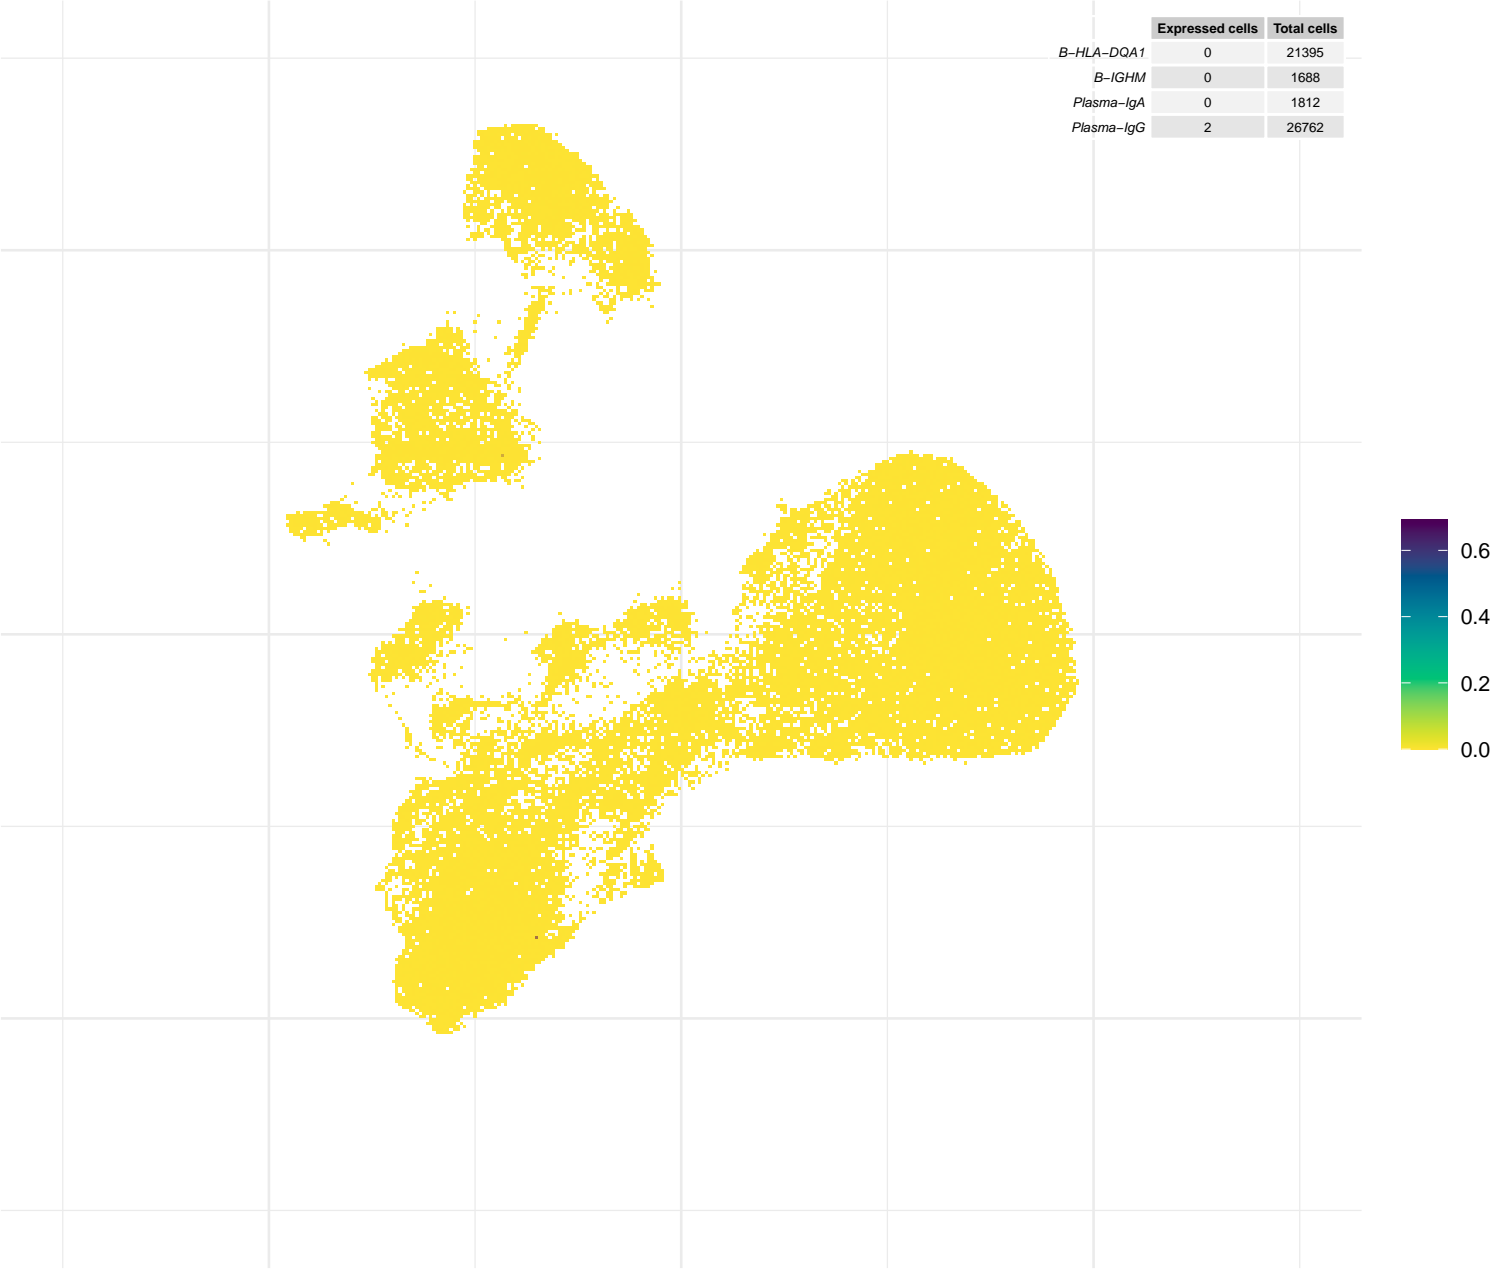 Expressed cells Total cells
B−HLA−DQA1 0 21395
B−IGHM 0 1688
Plasma−IgA 0 1812
Plasma−IgG 2 26762
0.6
0.4
0.2
0.0